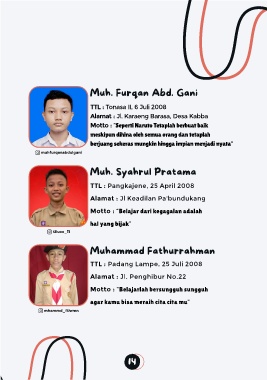 Muh. Furqan Abd. Gani
TTL : Tonasa II, 6 Juli 2008
Alamat : Jl. Karaeng Barasa, Desa Kabba
Motto : "Seperti Naruto Tetaplah berbuat baik
meskipun dihina oleh semua orang dan tetaplah
berjuang sekeras mungkin hingga impian menjadi nyata"
muhfurqanabdulgani
Muh. Syahrul Pratama
TTL : Pangkajene, 25 April 2008
Alamat : Jl Keadilan Pa'bundukang
Motto : "Belajar dari kegagalan adalah
hal yang bijak"
Muhammad Fathurrahman
TTL : Padang Lampe, 25 Juli 2008
Alamat : Jl. Penghibur No.22
Motto : "Belajarlah bersungguh sungguh
agar kamu bisa meraih cita cita mu"
14